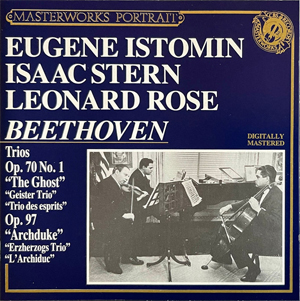 MASTERWORKS PORTRAIT
EUGENE ISTOMIN
ISAAC STERN
LEONARD ROSE
BEETHOVEN
DIGITALLY
MASTERED
Trios
Op. 70 No. 1
"The Ghost"
"Geister Trio"
"Trio des esprits"
Op. 97
"Archduke"
"Erzherzogs Trio"
"L'Archiduc"